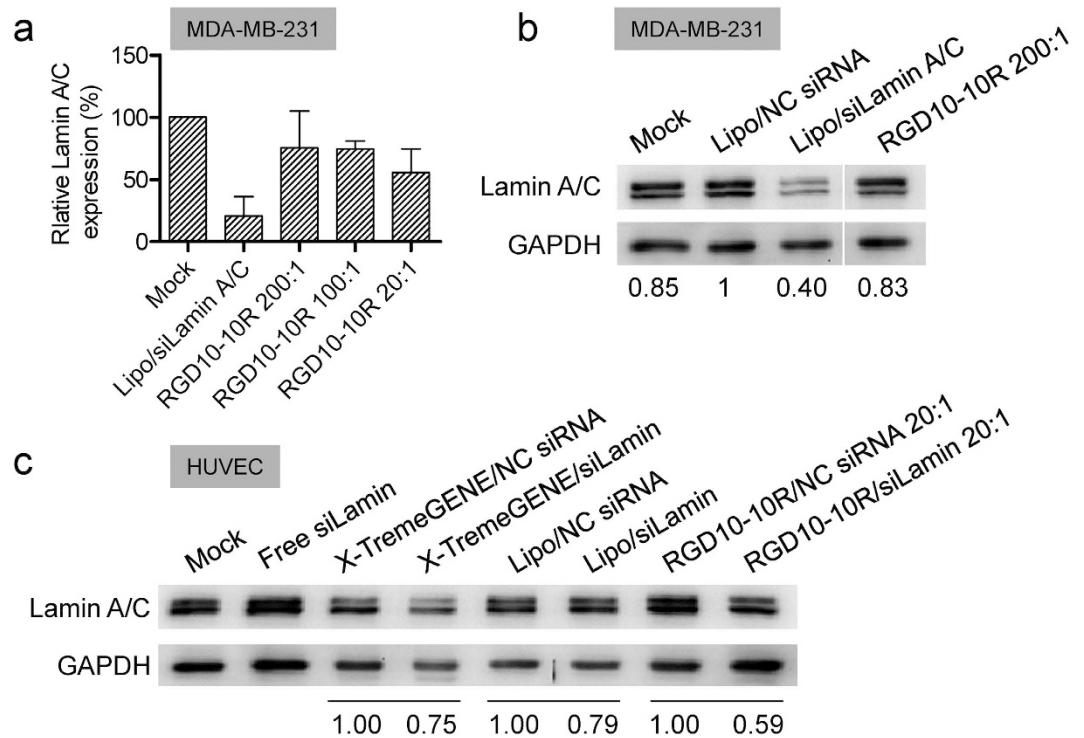 a
MDA-MB-231
Rlative Lamin A/C
expression (%)
150
100
50
0
Mock
Lipo/siLamin A/C
RGD10-10R 200:1
RGD10-10R 100:1
RGD10-10R 20:1
b
MDA-MB-231
Mock
Lipo/NC siRNA
Lipo/siLamin A/C
RGD10-10R 200:1
Lamin A/C
GAPDH
0.85 1 0.40 0.83
c
HUVEC
Mock
Free siLamin
X-TremeGENE/NC siRNA
X-TremeGENE/siLamin
Lipo/NC siRNA
Lipo/siLamin
RGD10-10R/NC siRNA 20:1
RGD10-10R/siLamin 20:1
Lamin A/C
GAPDH
1.00 0.75 1.00 0.79 1.00 0.59